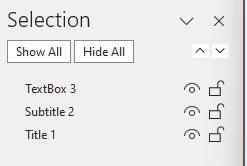 Selection
Show All Hide All
TextBox 3
Subtitle 2
Title 1